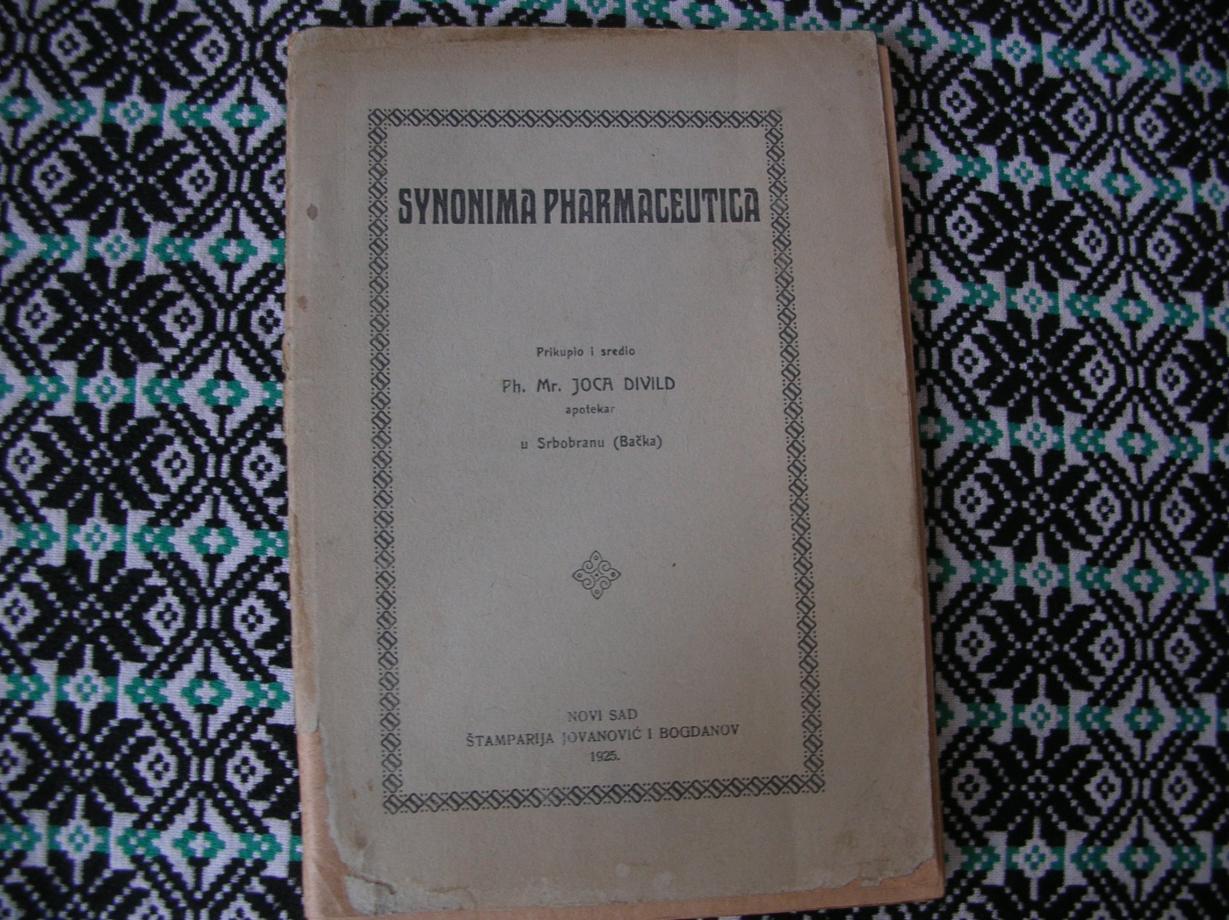 SYNONIMA PHARMACEUTICA
Prikupio i sredio
Ph. Mr. JOCA DIVILD
apotekar
u Srbobranu (Bačka)
NOVI SAD
ŠTAMPARIJA JOVANOVIĆ I BOGDANOV
1925.